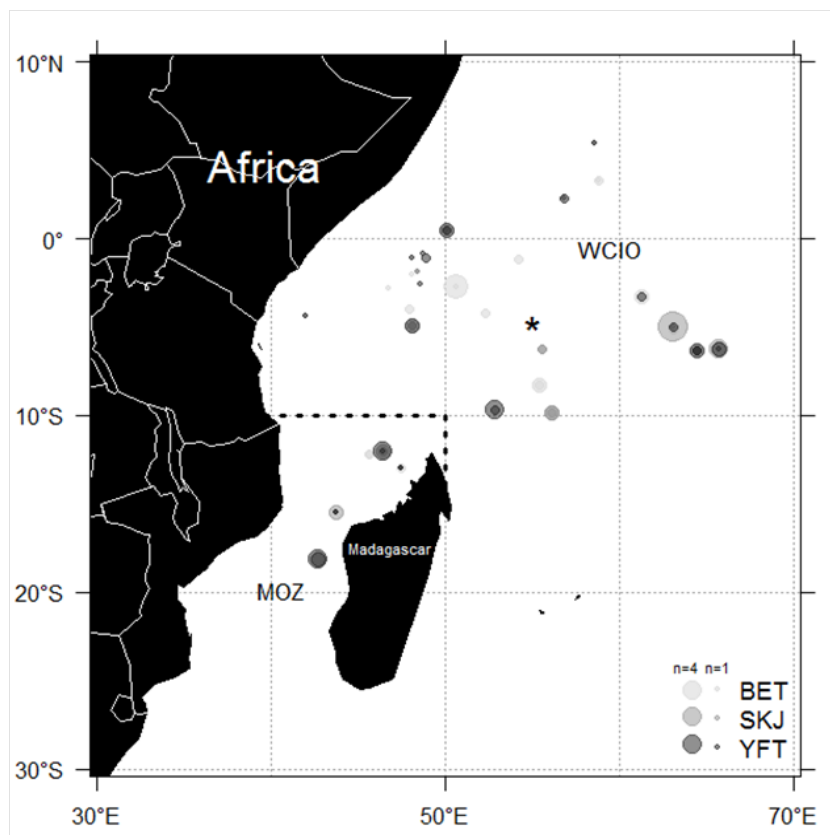 10°N
Africa
0°
WCIO
*
10°S
Madagascar
MOZ
20°S
n=4 n=1
BET
SKJ
YFT
30°S
30°E 50°E 70°E